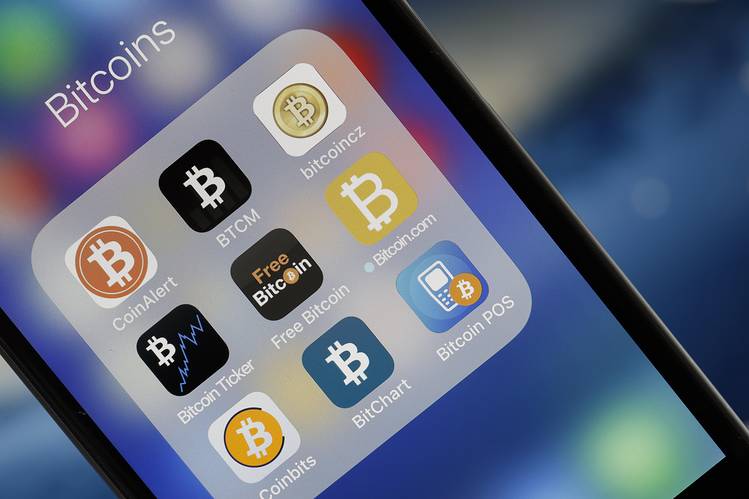 Bitcoins
CoinAlert
BTCM
bitcoincz
Free
Bitcoin
Bitcoin Ticker
Free Bitcoin
Bitcoin.com
Coinbits
BitChart
Bitcoin POS